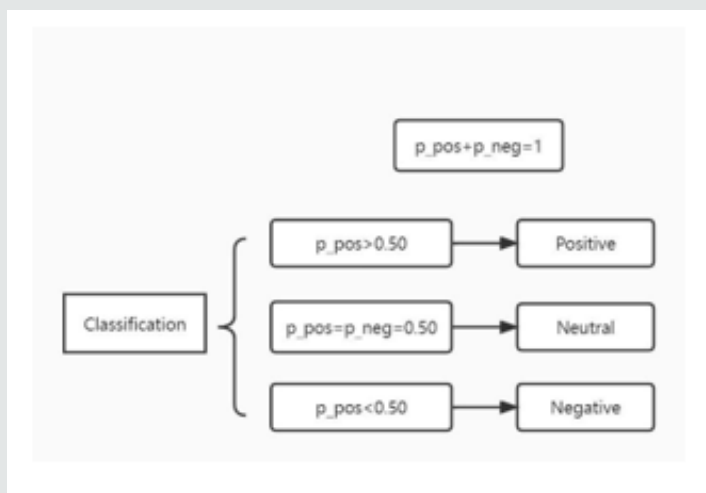 p_pos+p_neg=1
p_pos>0.50
Positive
Classification
p_pos=p_neg=0.50
Neutral
p_pos<0.50
Negative